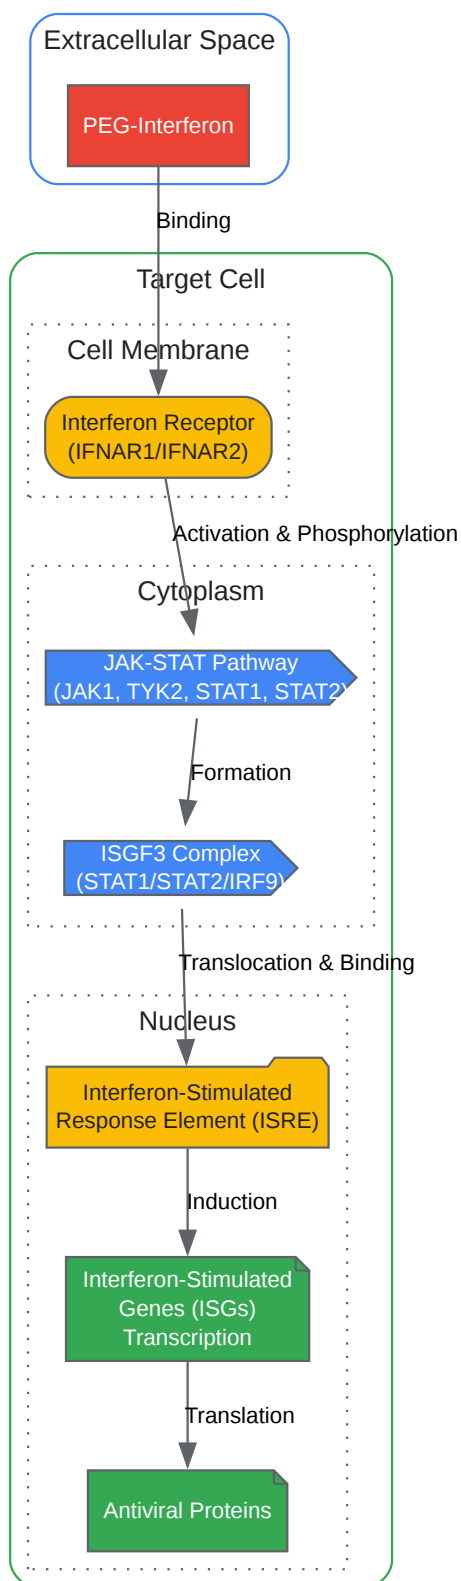 Extracellular Space
PEG-Interferon
Binding
Target Cell
Cell Membrane
Interferon Receptor
(IFNAR1/IFNAR2)
Activation & Phosphorylation
Cytoplasm
JAK-STAT Pathway
(JAK1, TYK2, STAT1, STAT2)
Formation
ISGF3 Complex
(STAT1/STAT2/IRF9)
Translocation & Binding
Nucleus
Interferon-Stimulated
Response Element (ISRE)
Induction
Interferon-Stimulated
Genes (ISGs)
Transcription
Translation
Antiviral Proteins